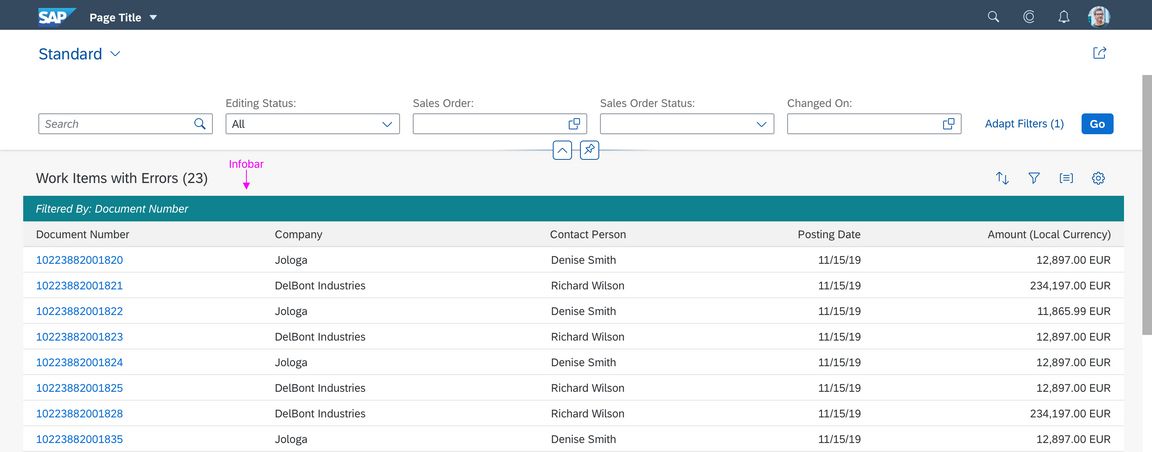 SAP Page Title
Standard
Editing Status: Sales Order: Sales Order Status: Changed On:
Search All Adapt Filters (1) Go
Infobar
Work Items with Errors (23)
Filtered By: Document Number
Document Number Company Contact Person Posting Date Amount (Local Currency)
10223882001820 Jologa Denise Smith 11/15/19 12,897.00 EUR
10223882001821 DelBont Industries Richard Wilson 11/15/19 234,197.00 EUR
10223882001822 Jologa Denise Smith 11/15/19 11,865.99 EUR
10223882001823 DelBont Industries Richard Wilson 11/15/19 12,897.00 EUR
10223882001824 Jologa Denise Smith 11/15/19 12,897.00 EUR
10223882001825 DelBont Industries Richard Wilson 11/15/19 12,897.00 EUR
10223882001828 DelBont Industries Richard Wilson 11/15/19 234,197.00 EUR
10223882001835 Jologa Denise Smith 11/15/19 12,897.00 EUR